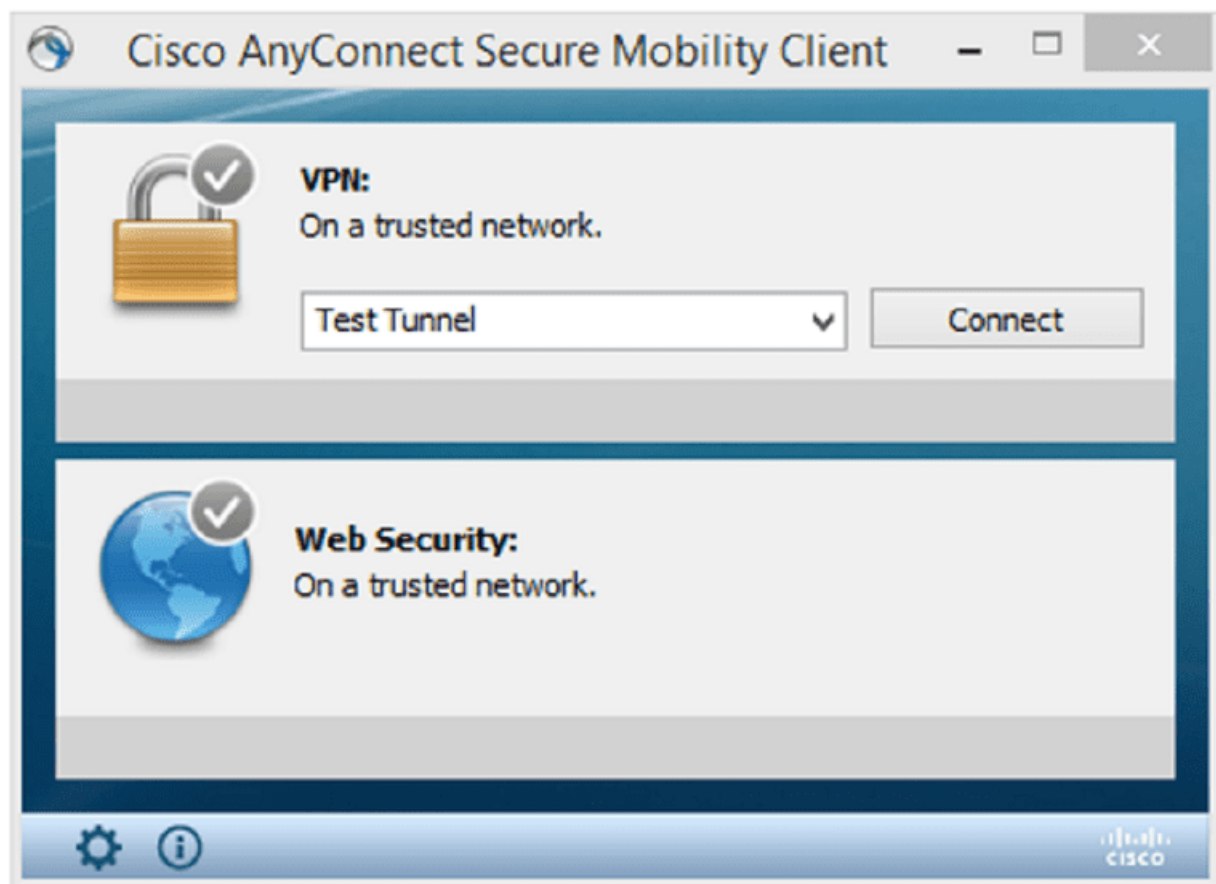 Cisco AnyConnect Secure Mobility Client
VPN:
On a trusted network.
Test Tunnel
Connect
Web Security:
On a trusted network.
CISCO